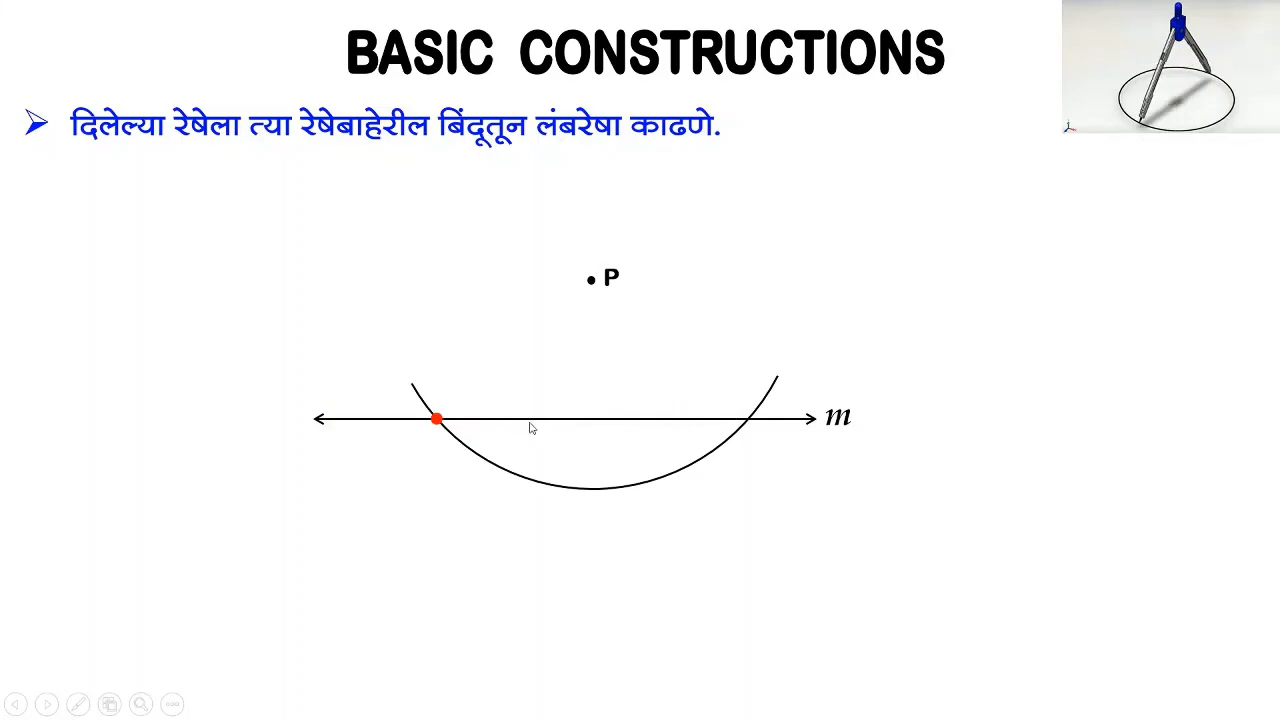 BASIC CONSTRUCTIONS
दिलेल्या रेषेला त्या रेषेबाहेरील बिंदूतून लंबरेषा काढणे.
P
m